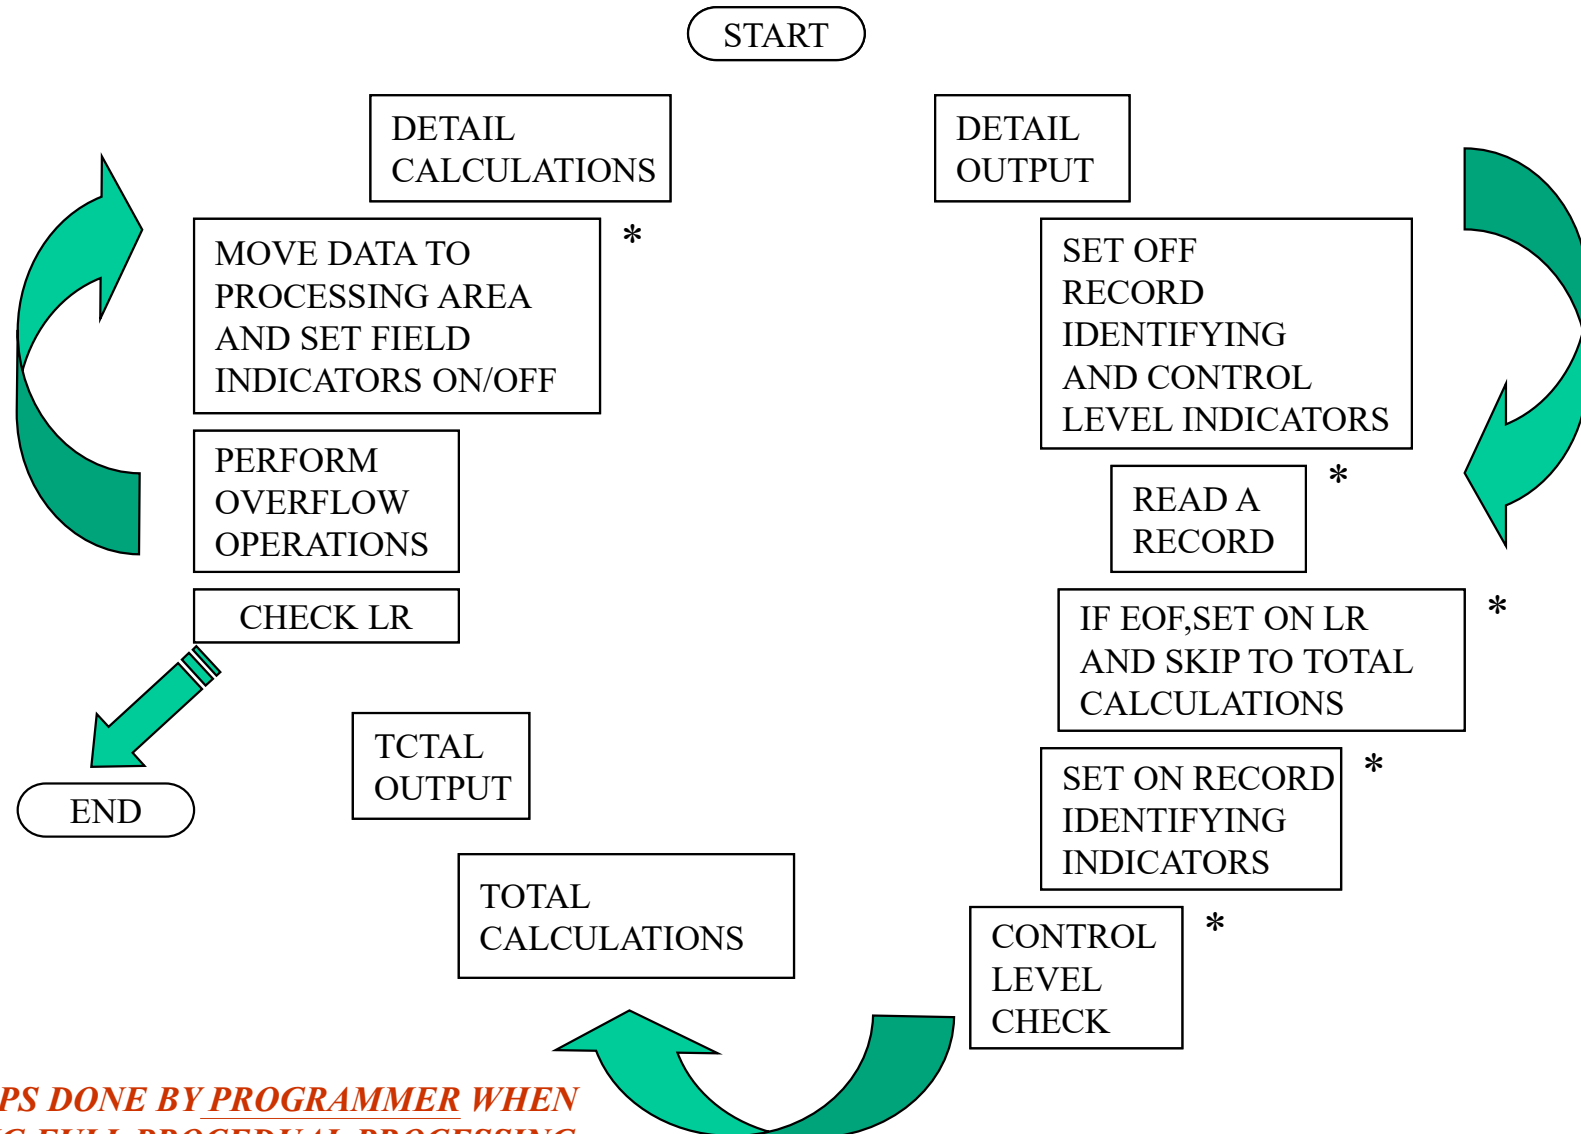 START
DETAIL
CALCULATIONS
DETAIL
OUTPUT
MOVE DATA TO
PROCESSING AREA
AND SET FIELD
INDICATORS ON/OFF
*
SET OFF
RECORD
IDENTIFYING
AND CONTROL
LEVEL INDICATORS
PERFORM
OVERFLOW
OPERATIONS
READ A
RECORD
*
CHECK LR
IF EOF,SET ON LR
AND SKIP TO TOTAL
CALCULATIONS
*
END
TCTAL
OUTPUT
SET ON RECORD
IDENTIFYING
INDICATORS
*
TOTAL
CALCULATIONS
CONTROL
LEVEL
CHECK
*
PS DONE BY PROGRAMMER WHEN
G FULL PROCEDUAL PROCESSING